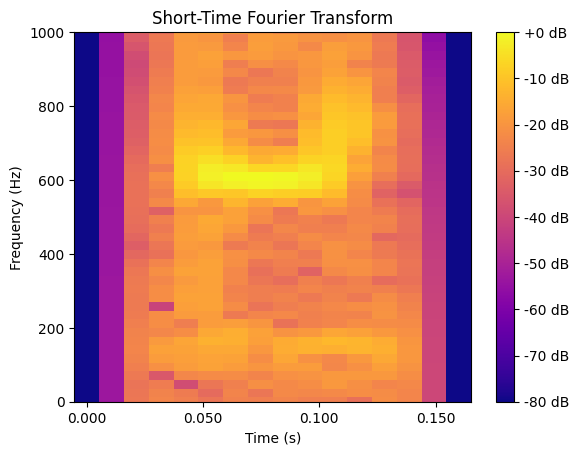 Short-Time Fourier Transform
1000
800
600
400
200
0
Frequency (Hz)
0.000
0.050
0.100
0.150
Time (s)
+0 dB
-10 dB
-20 dB
-30 dB
-40 dB
-50 dB
-60 dB
-70 dB
-80 dB